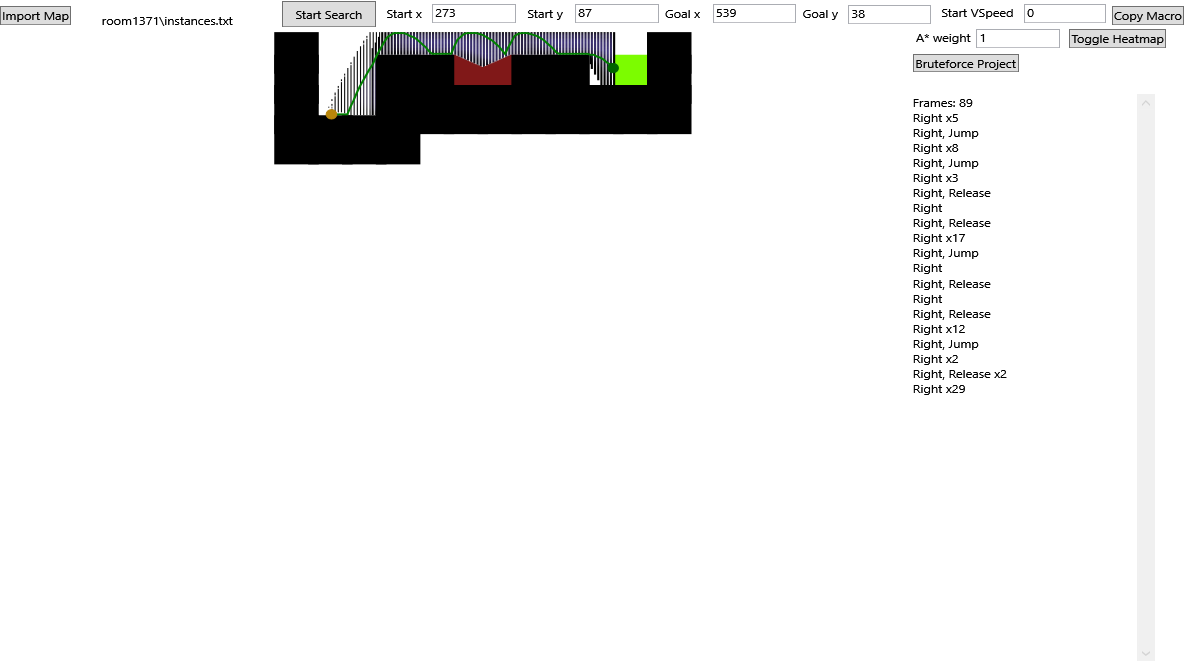 Import Map
room1371\instances.txt
Start Search
Start x 273
Start y 87
Goal x 539
Goal y 38
Start VSpeed 0
Copy Macro
A* weight 1
Toggle Heatmap
Bruteforce Project
Frames: 89
Right x5
Right, Jump
Right x8
Right, Jump
Right x3
Right, Release
Right
Right, Release
Right x17
Right, Jump
Right
Right, Release
Right
Right, Release
Right x12
Right, Jump
Right x2
Right, Release x2
Right x29